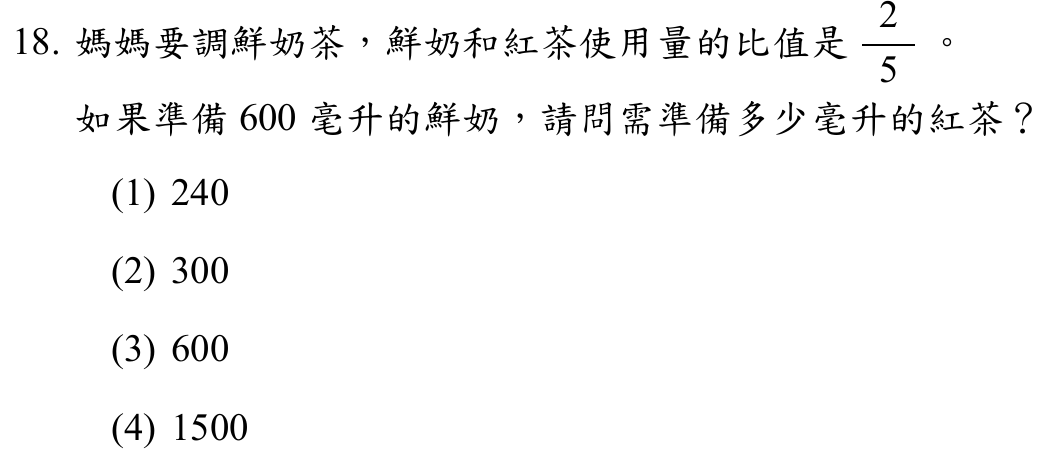 18. 媽媽要調鮮奶茶，鮮奶和紅茶使用量的比值是 2/5 。
如果準備 600 毫升的鮮奶，請問需準備多少毫升的紅茶？
(1) 240
(2) 300
(3) 600
(4) 1500